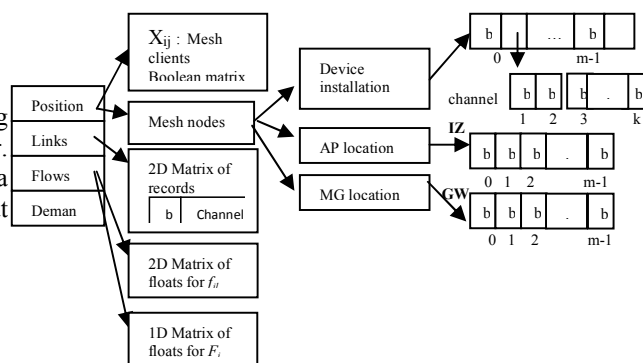 g
r.
a
t
Position
Links
Flows
Deman
Xij : Mesh
clients
Boolean matrix
Mesh nodes
2D Matrix of
records
b Channel
2D Matrix of
floats for fil
1D Matrix of
floats for Fi
Device
installation
AP location
MG location
b ... b
0 m-1
channel
b b b . b
1 2 3 k
IZ
b b b . b
0 1 2 m-1
GW
b b b . b
0 1 2 m-1